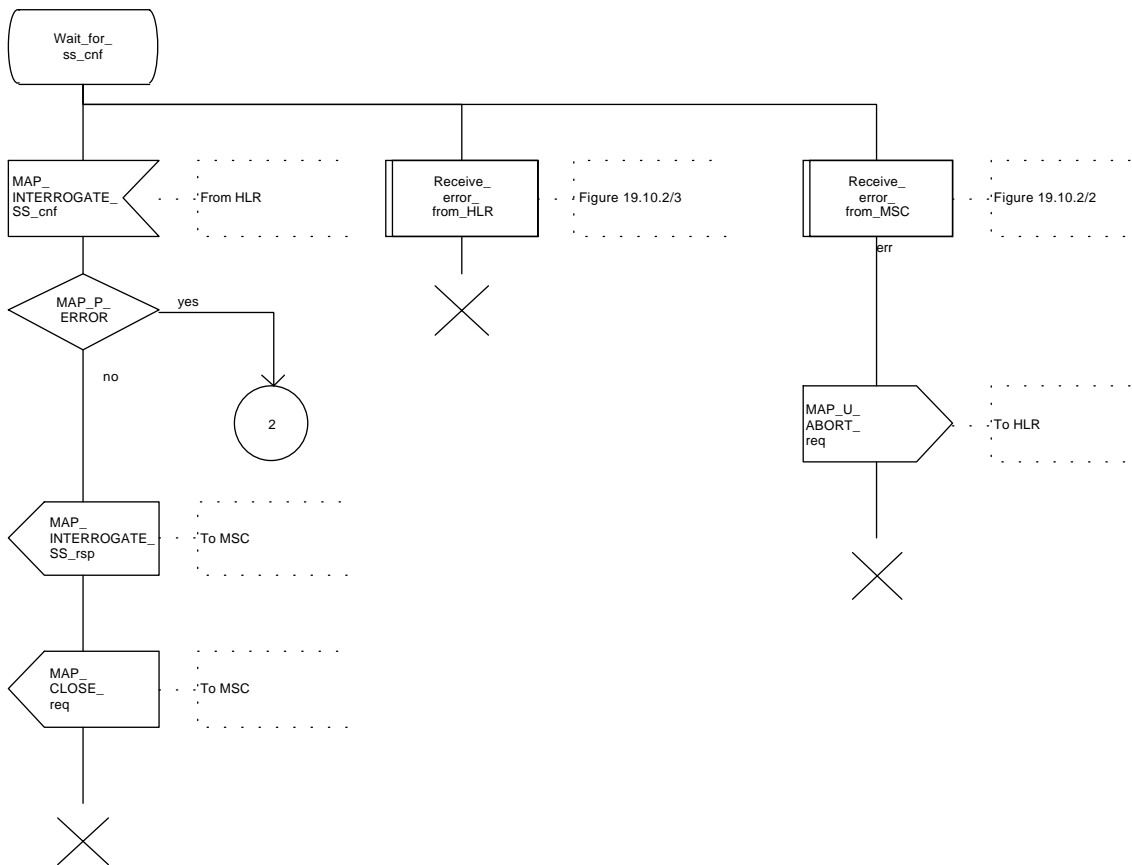 Wait_for_
ss_cnf
MAP_
INTERROGATE_
SS_cnf
From HLR
Receive_
error_
from_HLR
Figure 19.10.2/3
Receive_
error_
from_MSC
Figure 19.10.2/2
err
MAP_P_
ERROR
yes
no
2
MAP_U_
ABORT_
req
To HLR
MAP_
INTERROGATE_
SS_rsp
To MSC
MAP_
CLOSE_
req
To MSC